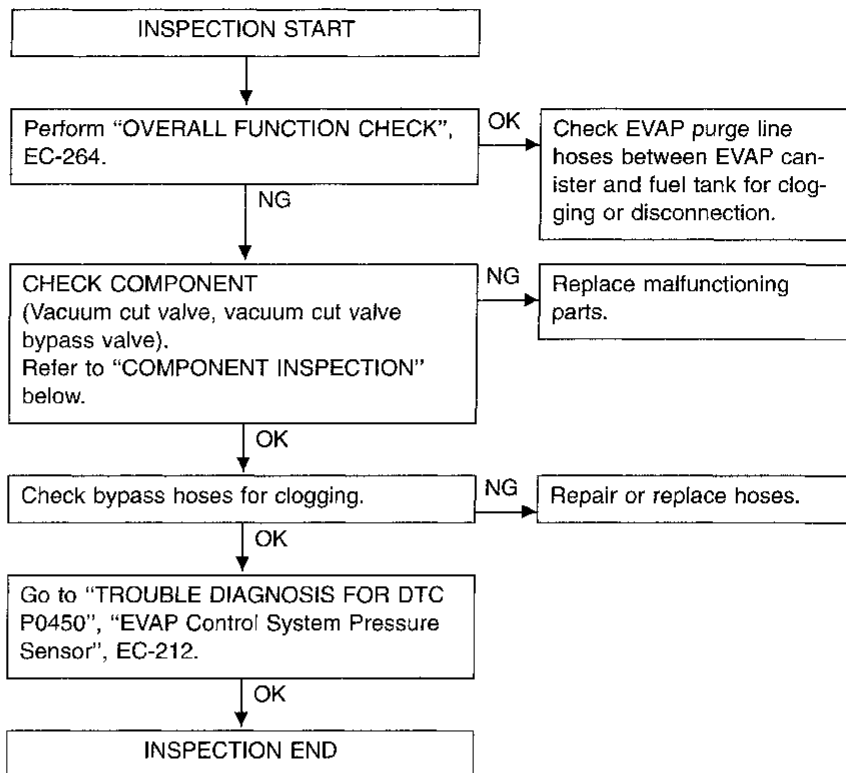 INSPECTION START
Perform “OVERALL FUNCTION CHECK”,
EC-264.
OK
Check EVAP purge line
hoses between EVAP can-
ister and fuel tank for clog-
ging or disconnection.
NG
CHECK COMPONENT
(Vacuum cut valve, vacuum cut valve
bypass valve).
Refer to “COMPONENT INSPECTION”
below.
NG
Replace malfunctioning
parts.
OK
Check bypass hoses for clogging.
NG
Repair or replace hoses.
OK
Go to “TROUBLE DIAGNOSIS FOR DTC
P0450”, “EVAP Control System Pressure
Sensor”, EC-212.
OK
INSPECTION END